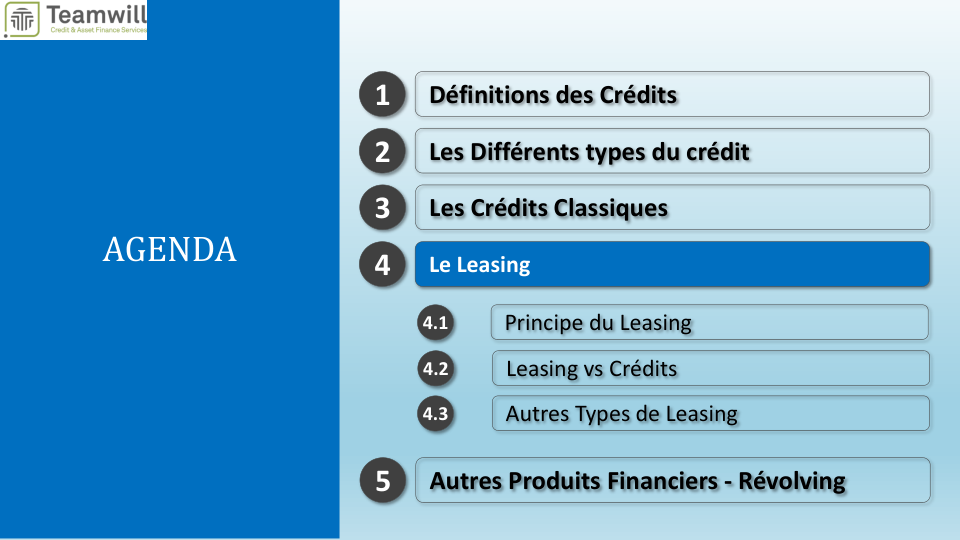 Teamwill
Credit & Asset Finance Services
AGENDA
1 Définitions des Crédits
2 Les Différents types du crédit
3 Les Crédits Classiques
4 Le Leasing
4.1 Principe du Leasing
4.2 Leasing vs Crédits
4.3 Autres Types de Leasing
5 Autres Produits Financiers - Révolving